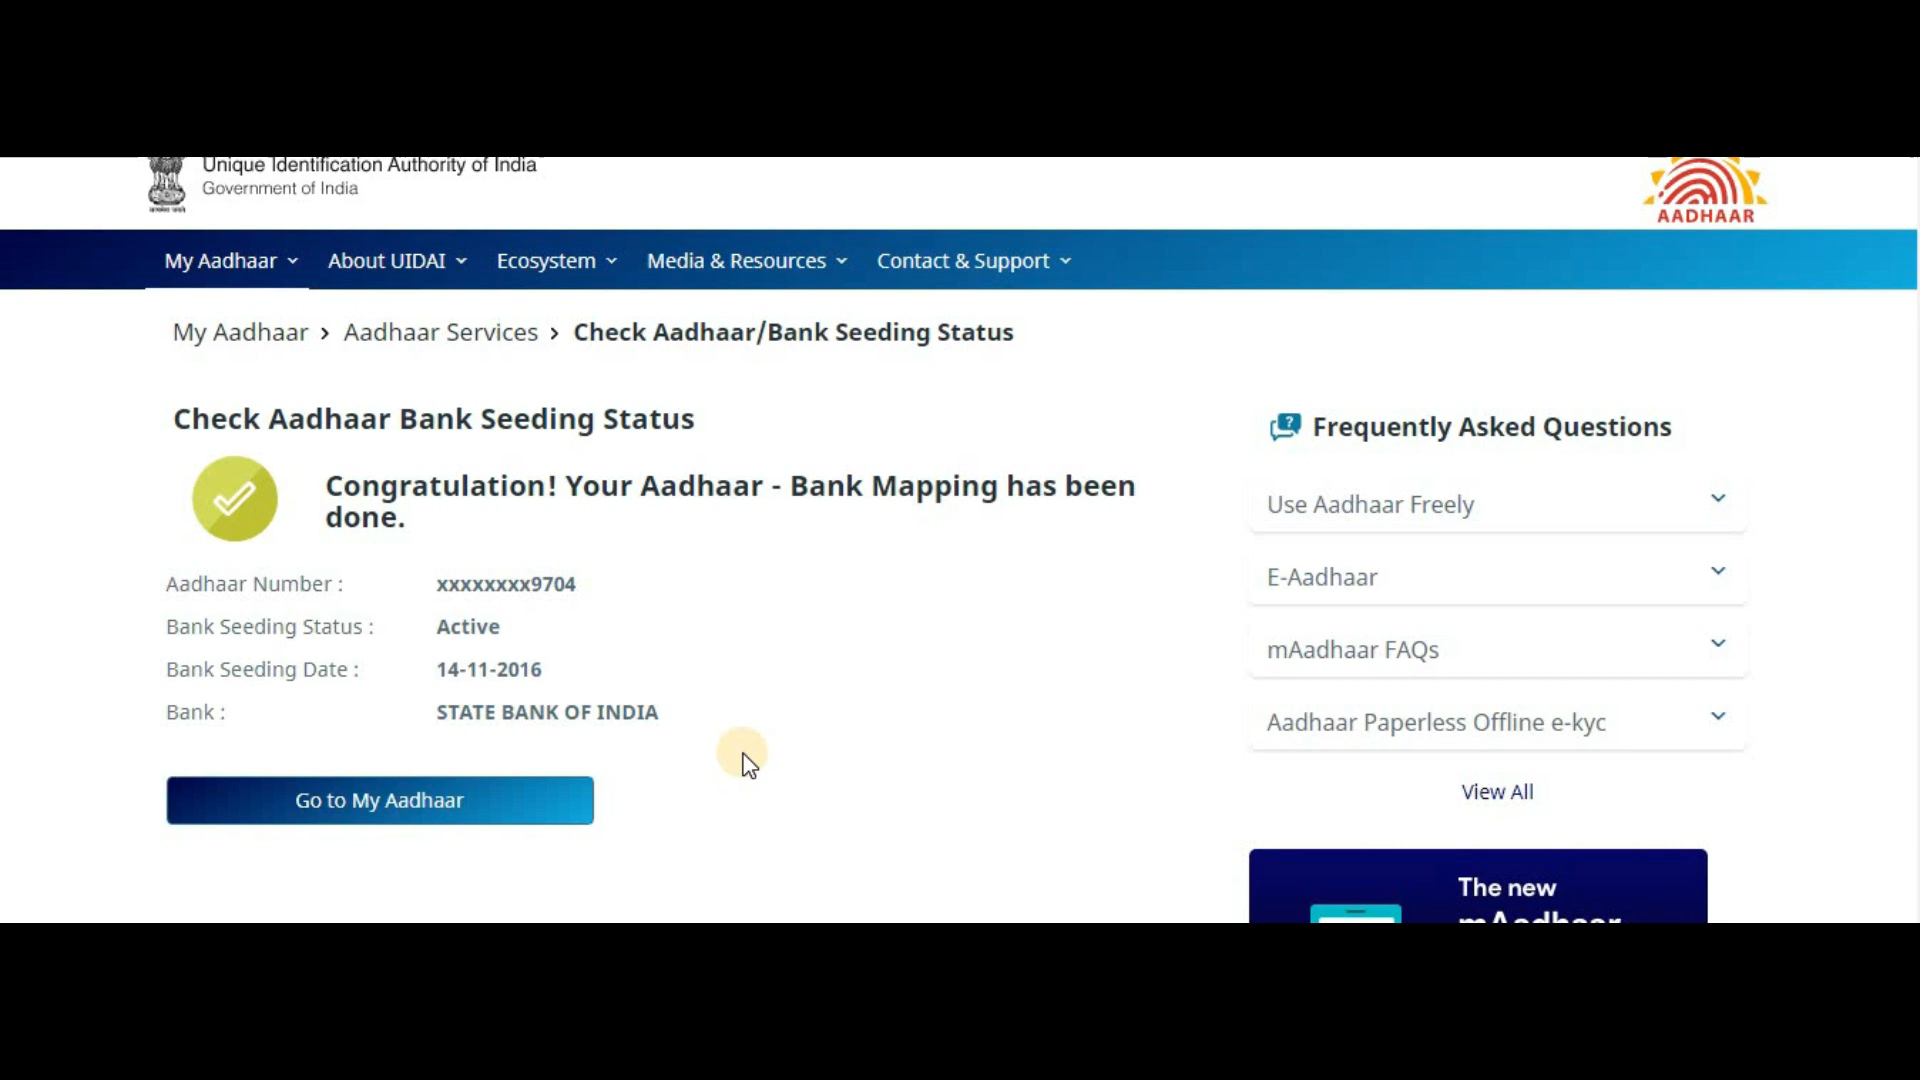 Unique Identification Authority of India
Government of India
AADHAAR
My Aadhaar About UIDAI Ecosystem Media & Resources Contact & Support
My Aadhaar > Aadhaar Services > Check Aadhaar/Bank Seeding Status
Check Aadhaar Bank Seeding Status
Congratulation! Your Aadhaar - Bank Mapping has been
done.
Aadhaar Number : xxxxxxxx9704
Bank Seeding Status : Active
Bank Seeding Date : 14-11-2016
Bank : STATE BANK OF INDIA
Go to My Aadhaar
Frequently Asked Questions
Use Aadhaar Freely
E-Aadhaar
mAadhaar FAQs
Aadhaar Paperless Offline e-kyc
View All
The new
mAadhaar